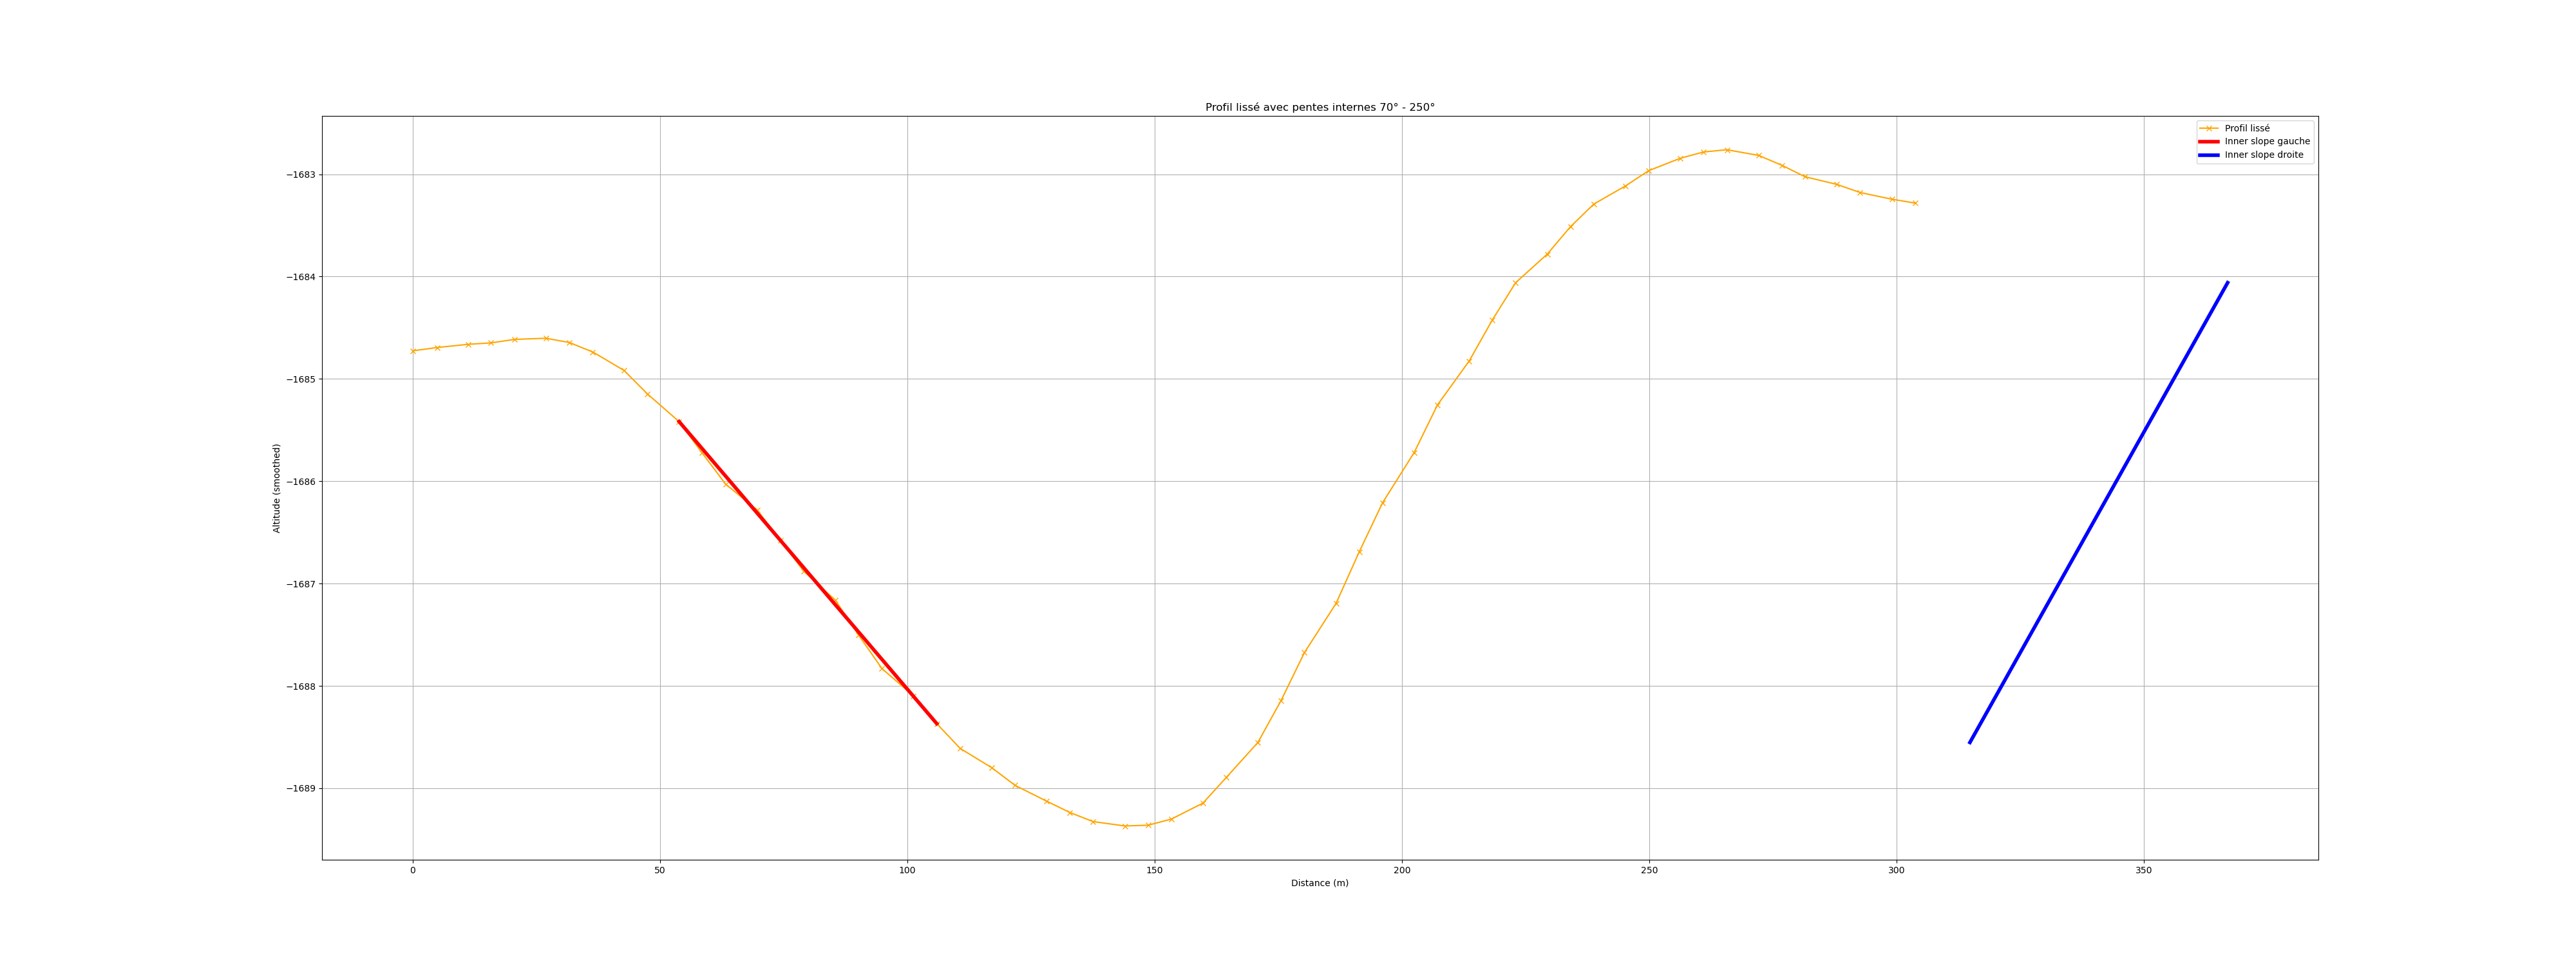 Profil lissé avec pentes internes 70° - 250°
Profil lissé
Inner slope gauche
Inner slope droite
−1683
−1684
−1685
−1686
−1687
−1688
−1689
Altitude (smoothed)
0
50
100
150
200
250
300
350
Distance (m)